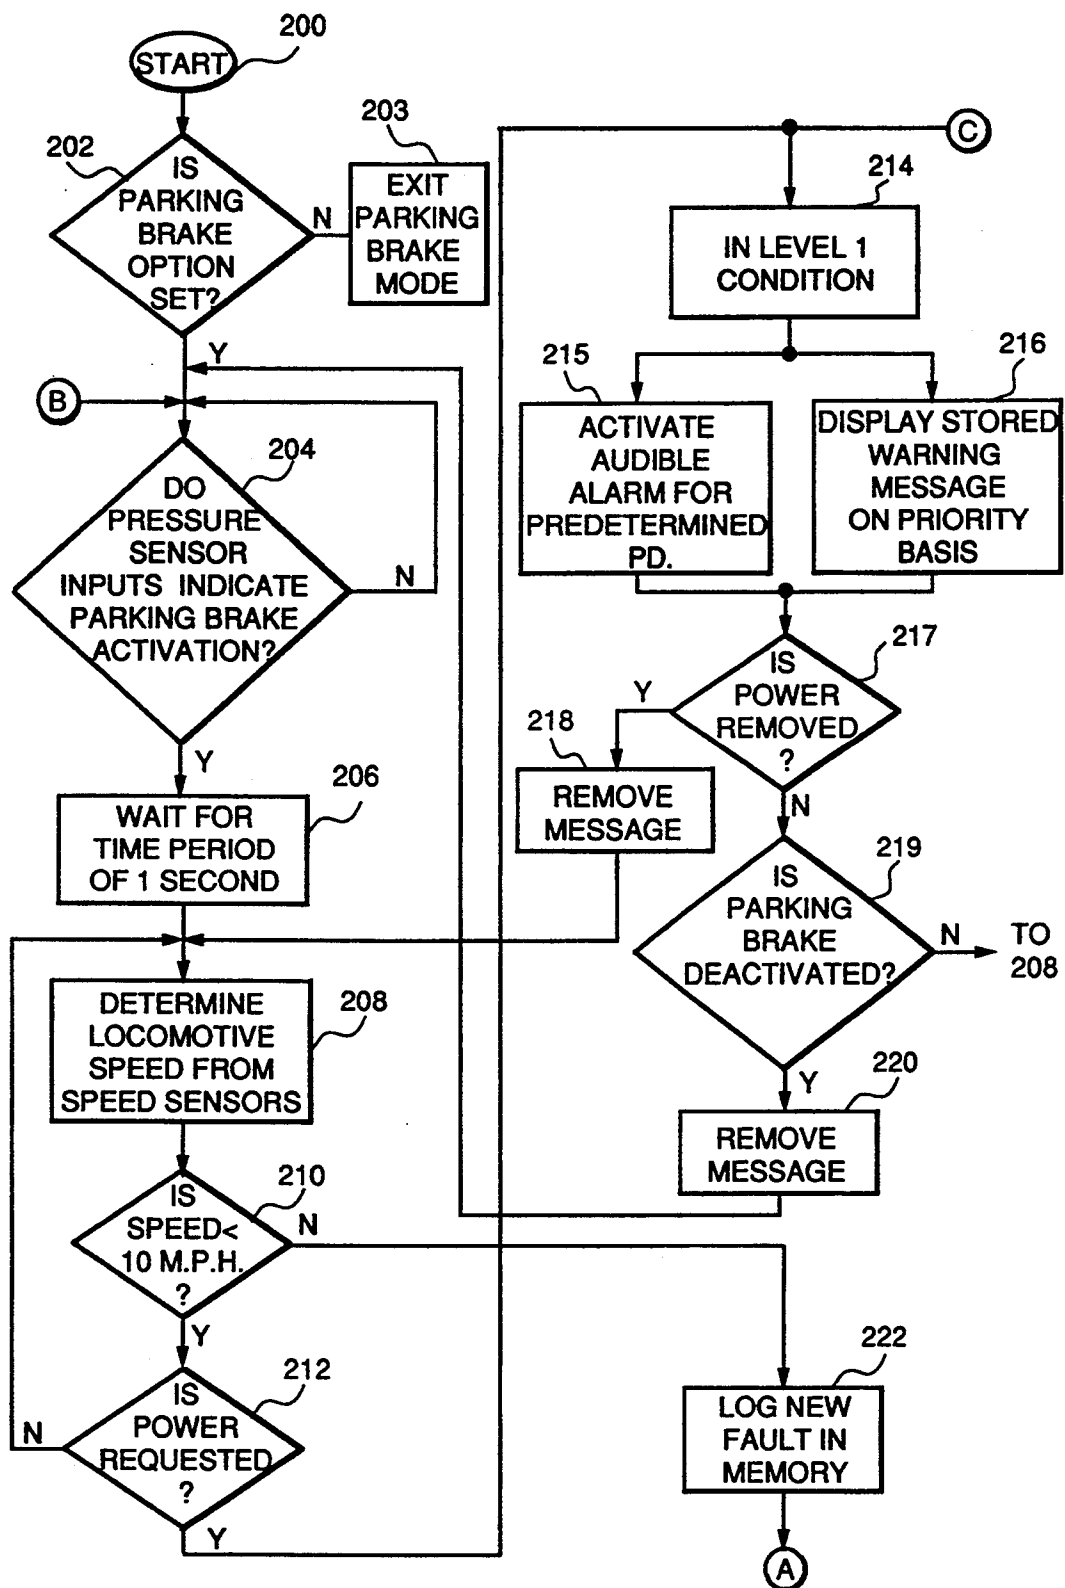 START
200
202
IS
PARKING
BRAKE
OPTION
SET?
N
203
EXIT
PARKING
BRAKE
MODE
Y
B
204
DO
PRESSURE
SENSOR
INPUTS INDICATE
PARKING BRAKE
ACTIVATION?
N
Y
206
WAIT FOR
TIME PERIOD
OF 1 SECOND
208
DETERMINE
LOCOMOTIVE
SPEED FROM
SPEED SENSORS
210
IS
SPEED<
10 M.P.H.
?
N
Y
212
IS
POWER
REQUESTED
?
N
Y
C
214
IN LEVEL 1
CONDITION
215
ACTIVATE
AUDIBLE
ALARM FOR
PREDETERMINED
PD.
216
DISPLAY STORED
WARNING
MESSAGE
ON PRIORITY
BASIS
217
IS
POWER
REMOVED
?
Y
N
218
REMOVE
MESSAGE
219
IS
PARKING
BRAKE
DEACTIVATED?
N
TO
208
Y
220
REMOVE
MESSAGE
222
LOG NEW
FAULT IN
MEMORY
A